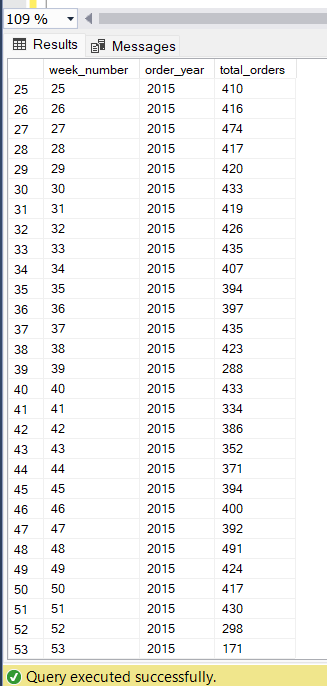 109 %
Results Messages
week_number order_year total_orders
25 25 2015 410
26 26 2015 416
27 27 2015 474
28 28 2015 417
29 29 2015 420
30 30 2015 433
31 31 2015 419
32 32 2015 426
33 33 2015 435
34 34 2015 407
35 35 2015 394
36 36 2015 397
37 37 2015 435
38 38 2015 423
39 39 2015 288
40 40 2015 433
41 41 2015 334
42 42 2015 386
43 43 2015 352
44 44 2015 371
45 45 2015 394
46 46 2015 400
47 47 2015 392
48 48 2015 491
49 49 2015 424
50 50 2015 417
51 51 2015 430
52 52 2015 298
53 53 2015 171
Query executed successfully.